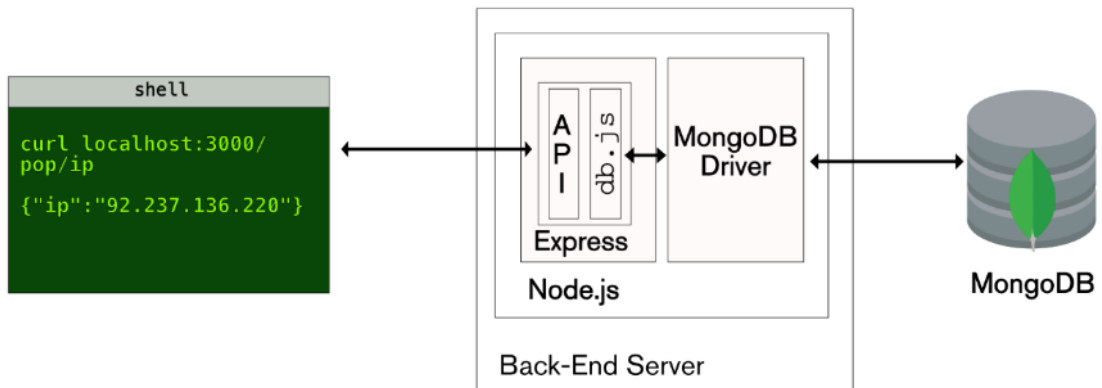 shell
curl localhost:3000/
pop/ip
{"ip":"92.237.136.220"}
API
db.js
Express
MongoDB
Driver
Node.js
Back-End Server
MongoDB